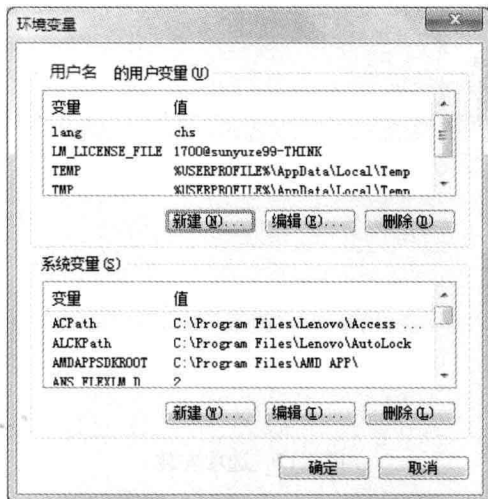 环境变量
用户名 的用户变量(U)
变量 值
lang chs
LM_LICENSE_FILE 1700@sunyuze99-THINK
TEMP %USERPROFILE%\AppData\Local\Temp
TMP %USERPROFILE%\AppData\Local\Temp
新建(N)... 编辑(E)... 删除(D)
系统变量(S)
变量 值
ACPath C:\Program Files\Lenovo\Access ...
ALCKPath C:\Program Files\Lenovo\AutoLock
AMDAPPSDKROOT C:\Program Files\AMD APP\
ANS_FLEXLM_D 2
新建(W)... 编辑(I)... 删除(L)
确定 取消